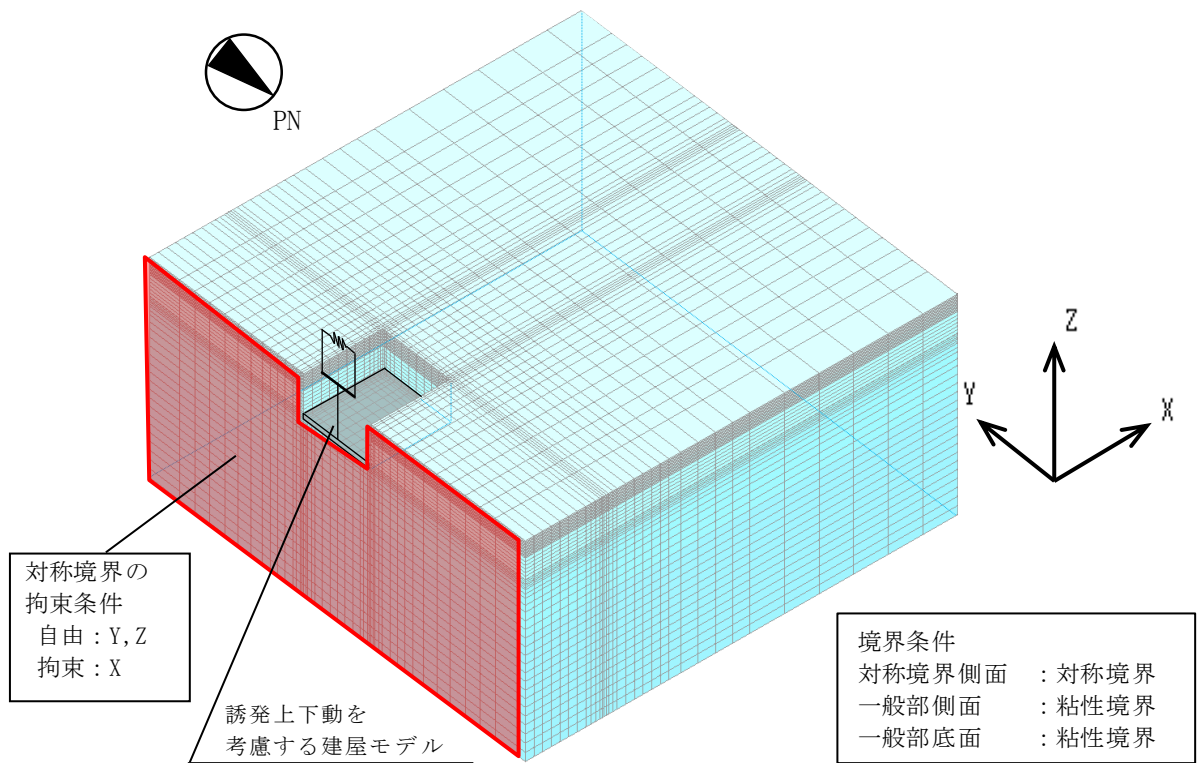 PN
Z
Y
X
対称境界の
拘束条件
自由：Y,Z
拘束：X
誘発上下動を
考慮する建屋モデル
境界条件
対称境界側面　：対称境界
一般部側面　：粘性境界
一般部底面　：粘性境界